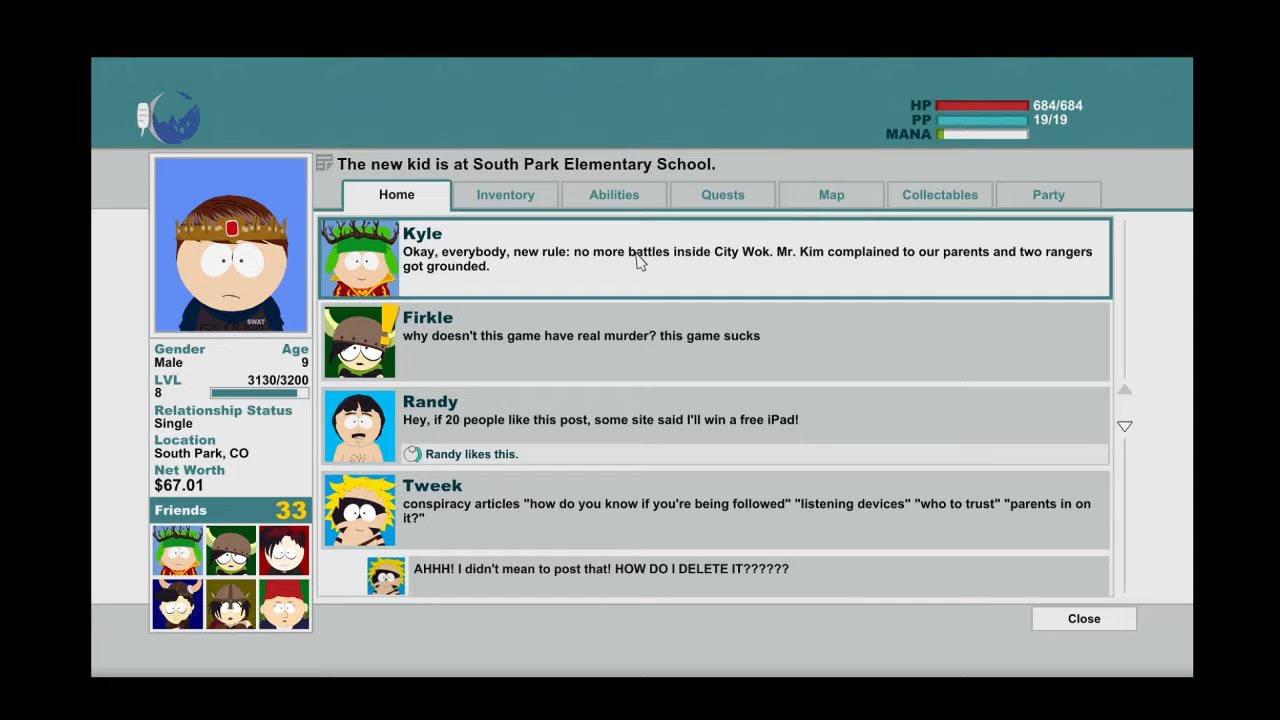 HP 684/684
PP 19/19
MANA
The new kid is at South Park Elementary School.
Home Inventory Abilities Quests Map Collectables Party
Kyle
Okay, everybody, new rule: no more battles inside City Wok. Mr. Kim complained to our parents and two rangers
got grounded.
Firkle
why doesn't this game have real murder? this game sucks
Randy
Hey, if 20 people like this post, some site said I'll win a free iPad!
Randy likes this.
Tweek
conspiracy articles "how do you know if you're being followed" "listening devices" "who to trust" "parents in on
it?"
AHHH! I didn't mean to post that! HOW DO I DELETE IT??????
SWAT
Gender Age
Male 9
LVL 3130/3200
8
Relationship Status
Single
Location
South Park, CO
Net Worth
$67.01
Friends 33
Close